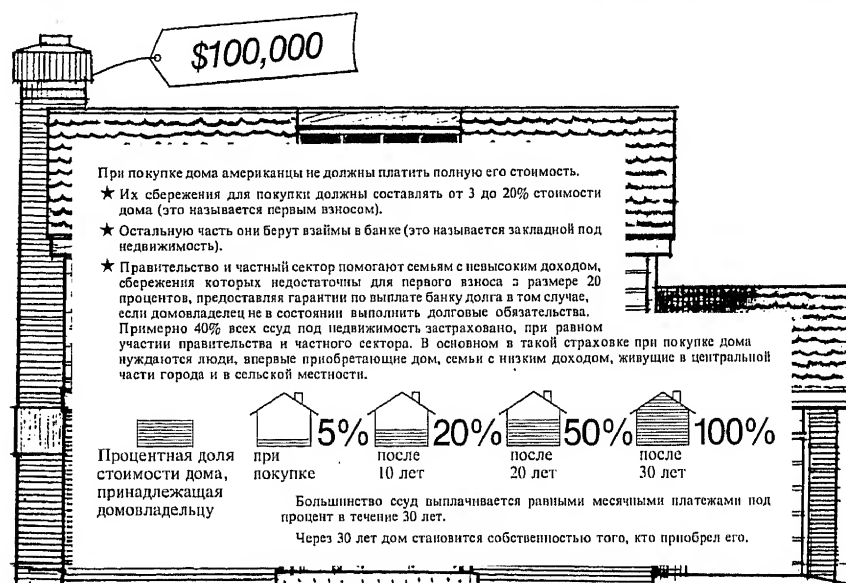 $100,000
При покупке дома американцы не должны платить полную его стоимость.
★ Их сбережения для покупки должны составлять от 3 до 20% стоимости
дома (это называется первым взносом).
★ Остальную часть они берут взаймы в банке (это называется закладной под
недвижимость).
★ Правительство и частный сектор помогают семьям с невысоким доходом,
сбережения которых недостаточны для первого взноса з размере 20
процентов, предоставляя гарантии по выплате банку долга в том случае,
если домовладелец не в состоянии выполнить долговые обязательства.
Примерно 40% всех ссуд под недвижимость застраховано, при равном
участии правительства и частного сектора. В основном в такой страховке при покупке дома
нуждаются люди, впервые приобретающие дом, семьи с низким доходом, живущие в центральной
части города и в сельской местности.
5% 20% 50% 100%
Процентная доля
стоимости дома,
принадлежащая
домовладельцу
при
покупке
после
10 лет
после
20 лет
после
30 лет
Большинство ссуд выплачивается равными месячными платежами под
процент в течение 30 лет.
Через 30 лет дом становится собственностью того, кто приобрел его.